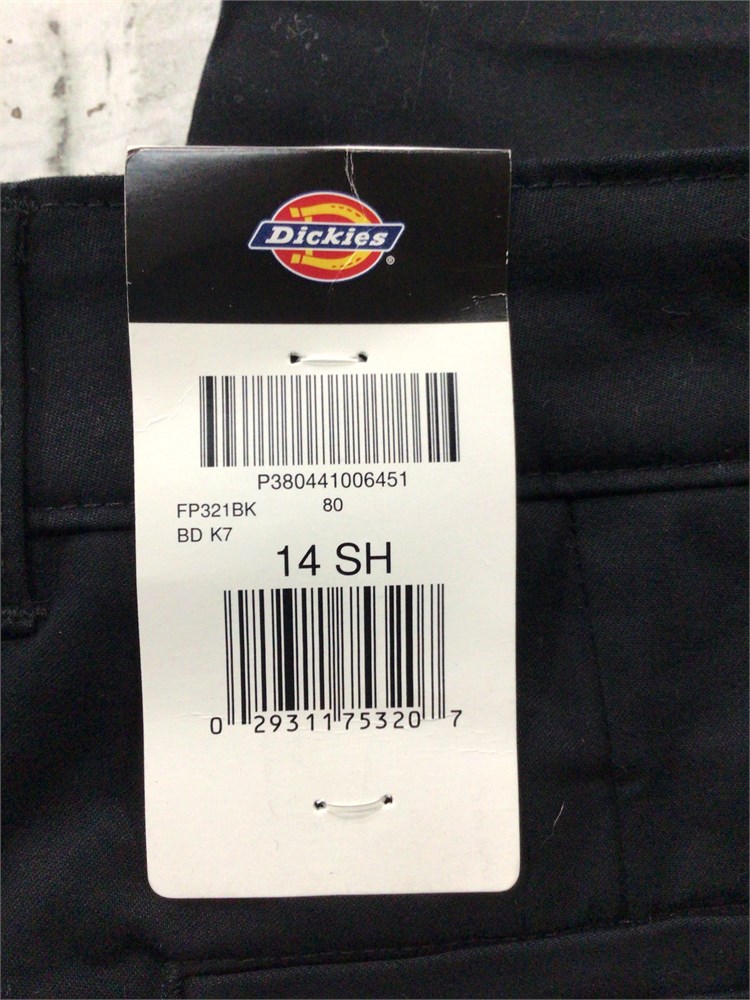 Dickies
®
P380441006451
FP321BK 80
BD K7
14 SH
0 29311 75320 7